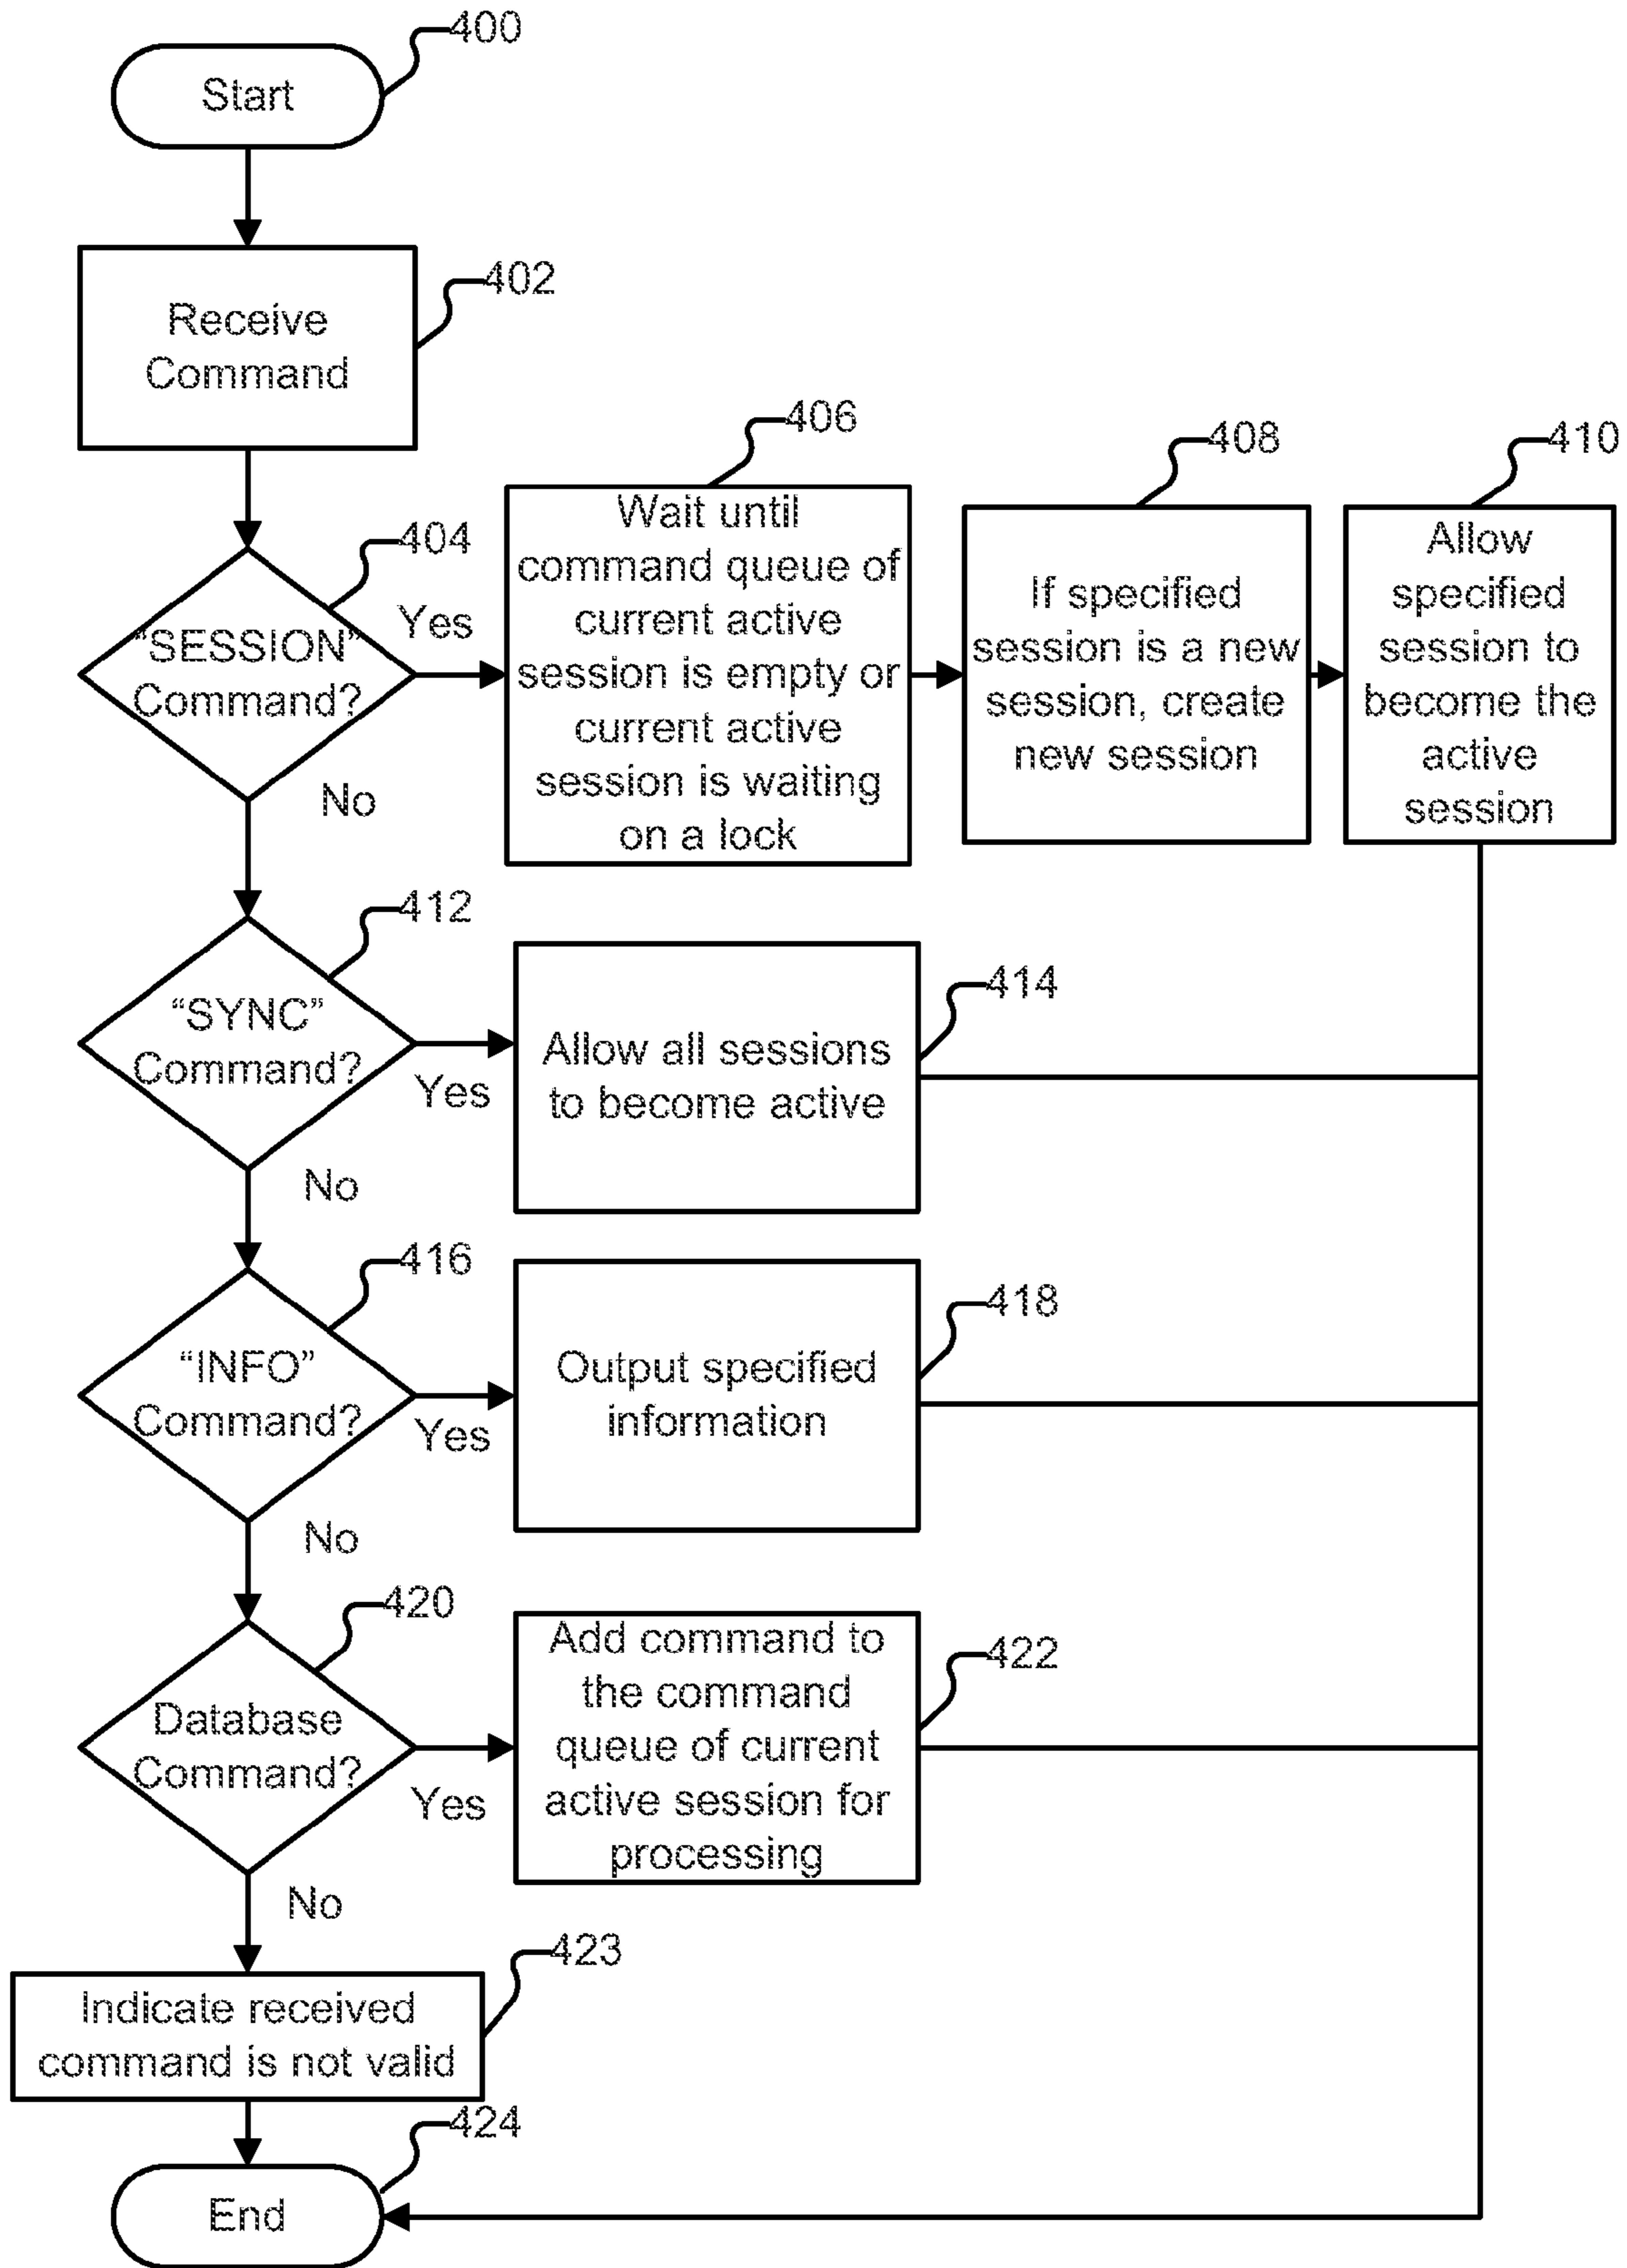 400
Start
402
Receive
Command
404
“SESSION”
Command?
Yes
No
406
Wait until
command queue of
current active
session is empty or
current active
session is waiting
on a lock
408
If specified
session is a new
session, create
new session
410
Allow
specified
session to
become the
active
session
412
“SYNC”
Command?
Yes
No
414
Allow all sessions
to become active
416
“INFO”
Command?
Yes
No
418
Output specified
information
420
Database
Command?
Yes
No
422
Add command to
the command
queue of current
active session for
processing
423
Indicate received
command is not valid
424
End